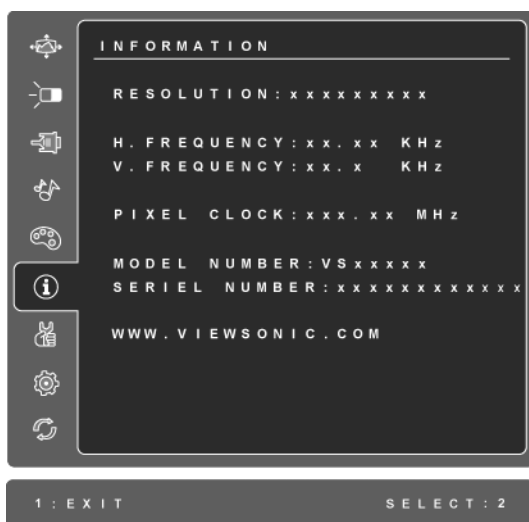 INFORMATION
RESOLUTION:xxxxxxxxx
H. FREQUENCY:xx.xx KHz
V. FREQUENCY:xx.x KHz
PIXEL CLOCK:xxx.xx MHz
MODEL NUMBER:VSxxxxx
SERIEL NUMBER:xxxxxxxxxxxx
WWW.VIEWSONIC.COM
1:EXIT SELECT:2